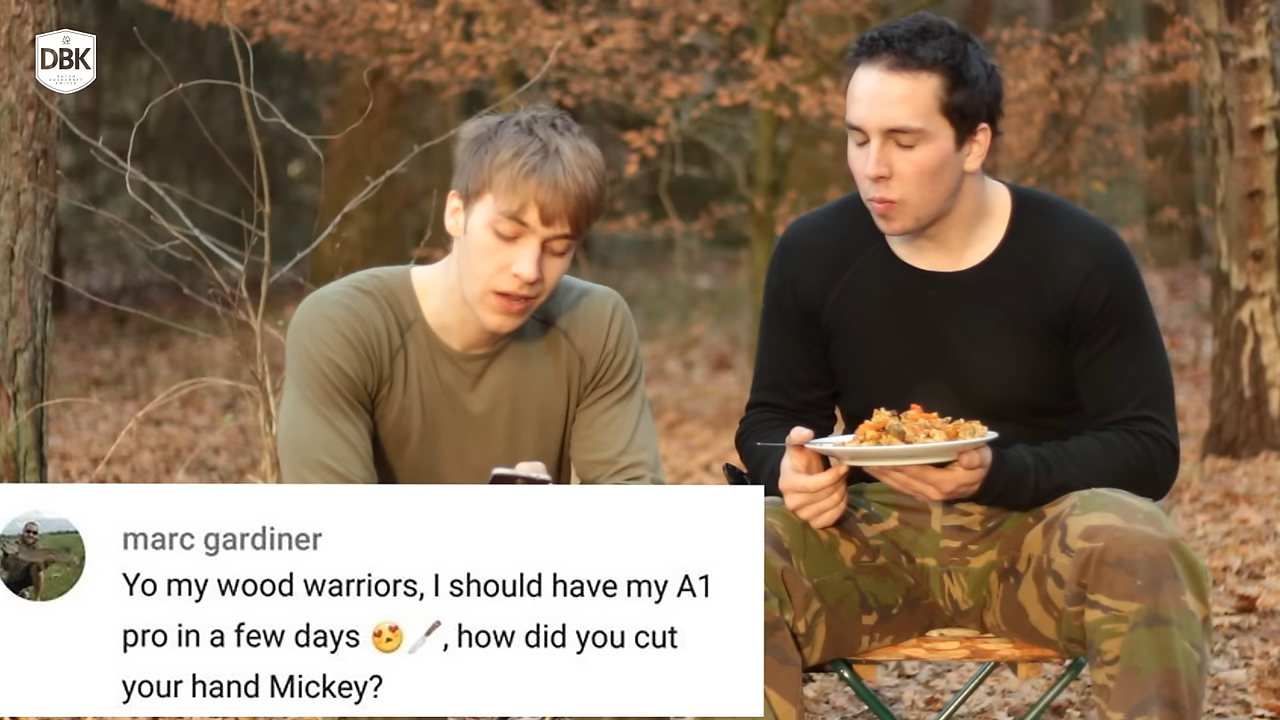 DBK
marc gardiner
Yo my wood warriors, I should have my A1
pro in a few days 😍🔪, how did you cut
your hand Mickey?